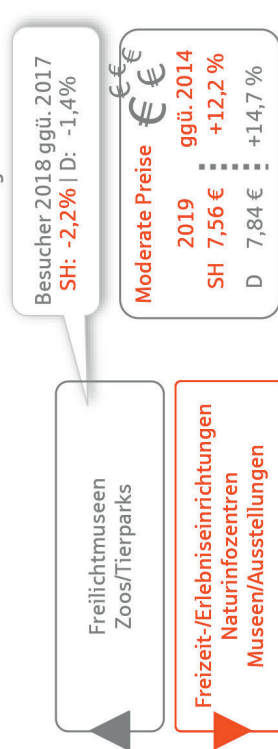 Besucher 2018 ggü. 2017
SH: -2,2% | D: -1,4%
Freilichtmuseen
Zoos/Tierparks
€ € €
€ €
Moderate Preise
2019 ggü. 2014
SH 7,56 € +12,2 %
D 7,84 € +14,7 %
Freizeit-/Erlebniseinrichtungen
Naturinfozentren
Museen/Ausstellungen